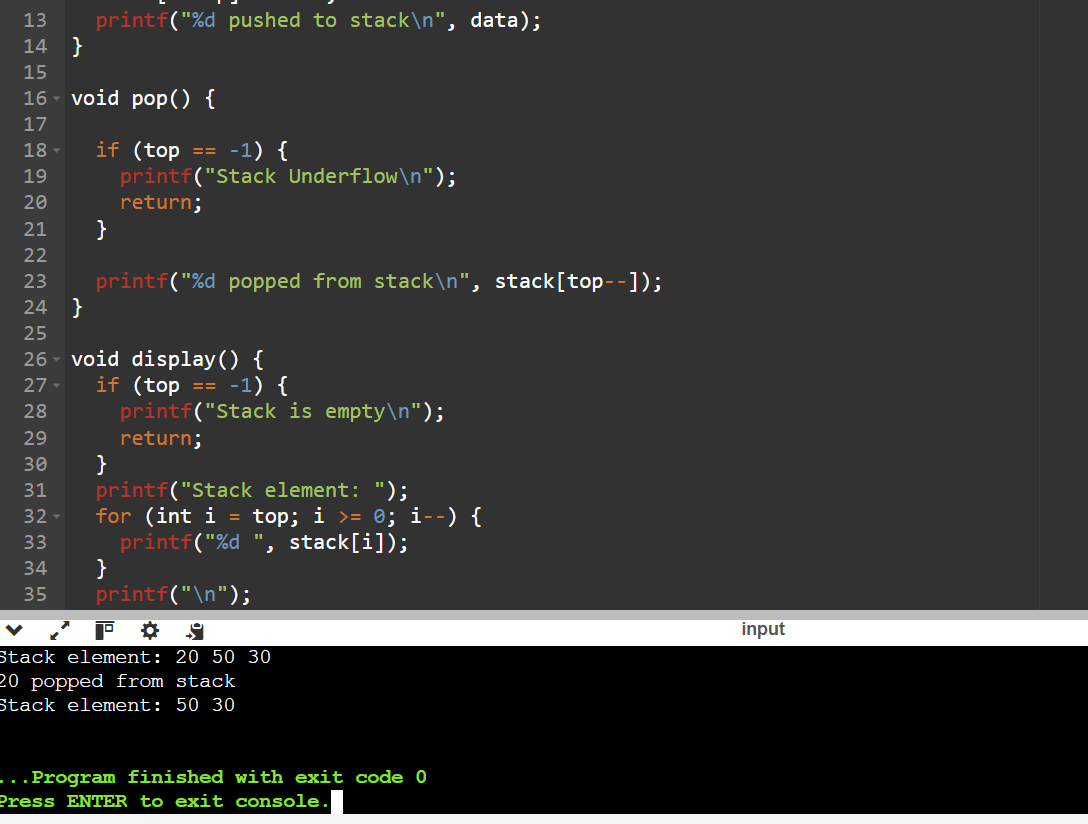 13 printf("%d pushed to stack\n", data);
14 }
15
16 void pop() {
17
18 if (top == -1) {
19 printf("Stack Underflow\n");
20 return;
21 }
22
23 printf("%d popped from stack\n", stack[top--]);
24 }
25
26 void display() {
27 if (top == -1) {
28 printf("Stack is empty\n");
29 return;
30 }
31 printf("Stack element: ");
32 for (int i = top; i >= 0; i--) {
33 printf("%d ", stack[i]);
34 }
35 printf("\n");
input
Stack element: 20 50 30
20 popped from stack
Stack element: 50 30
...Program finished with exit code 0
Press ENTER to exit console.